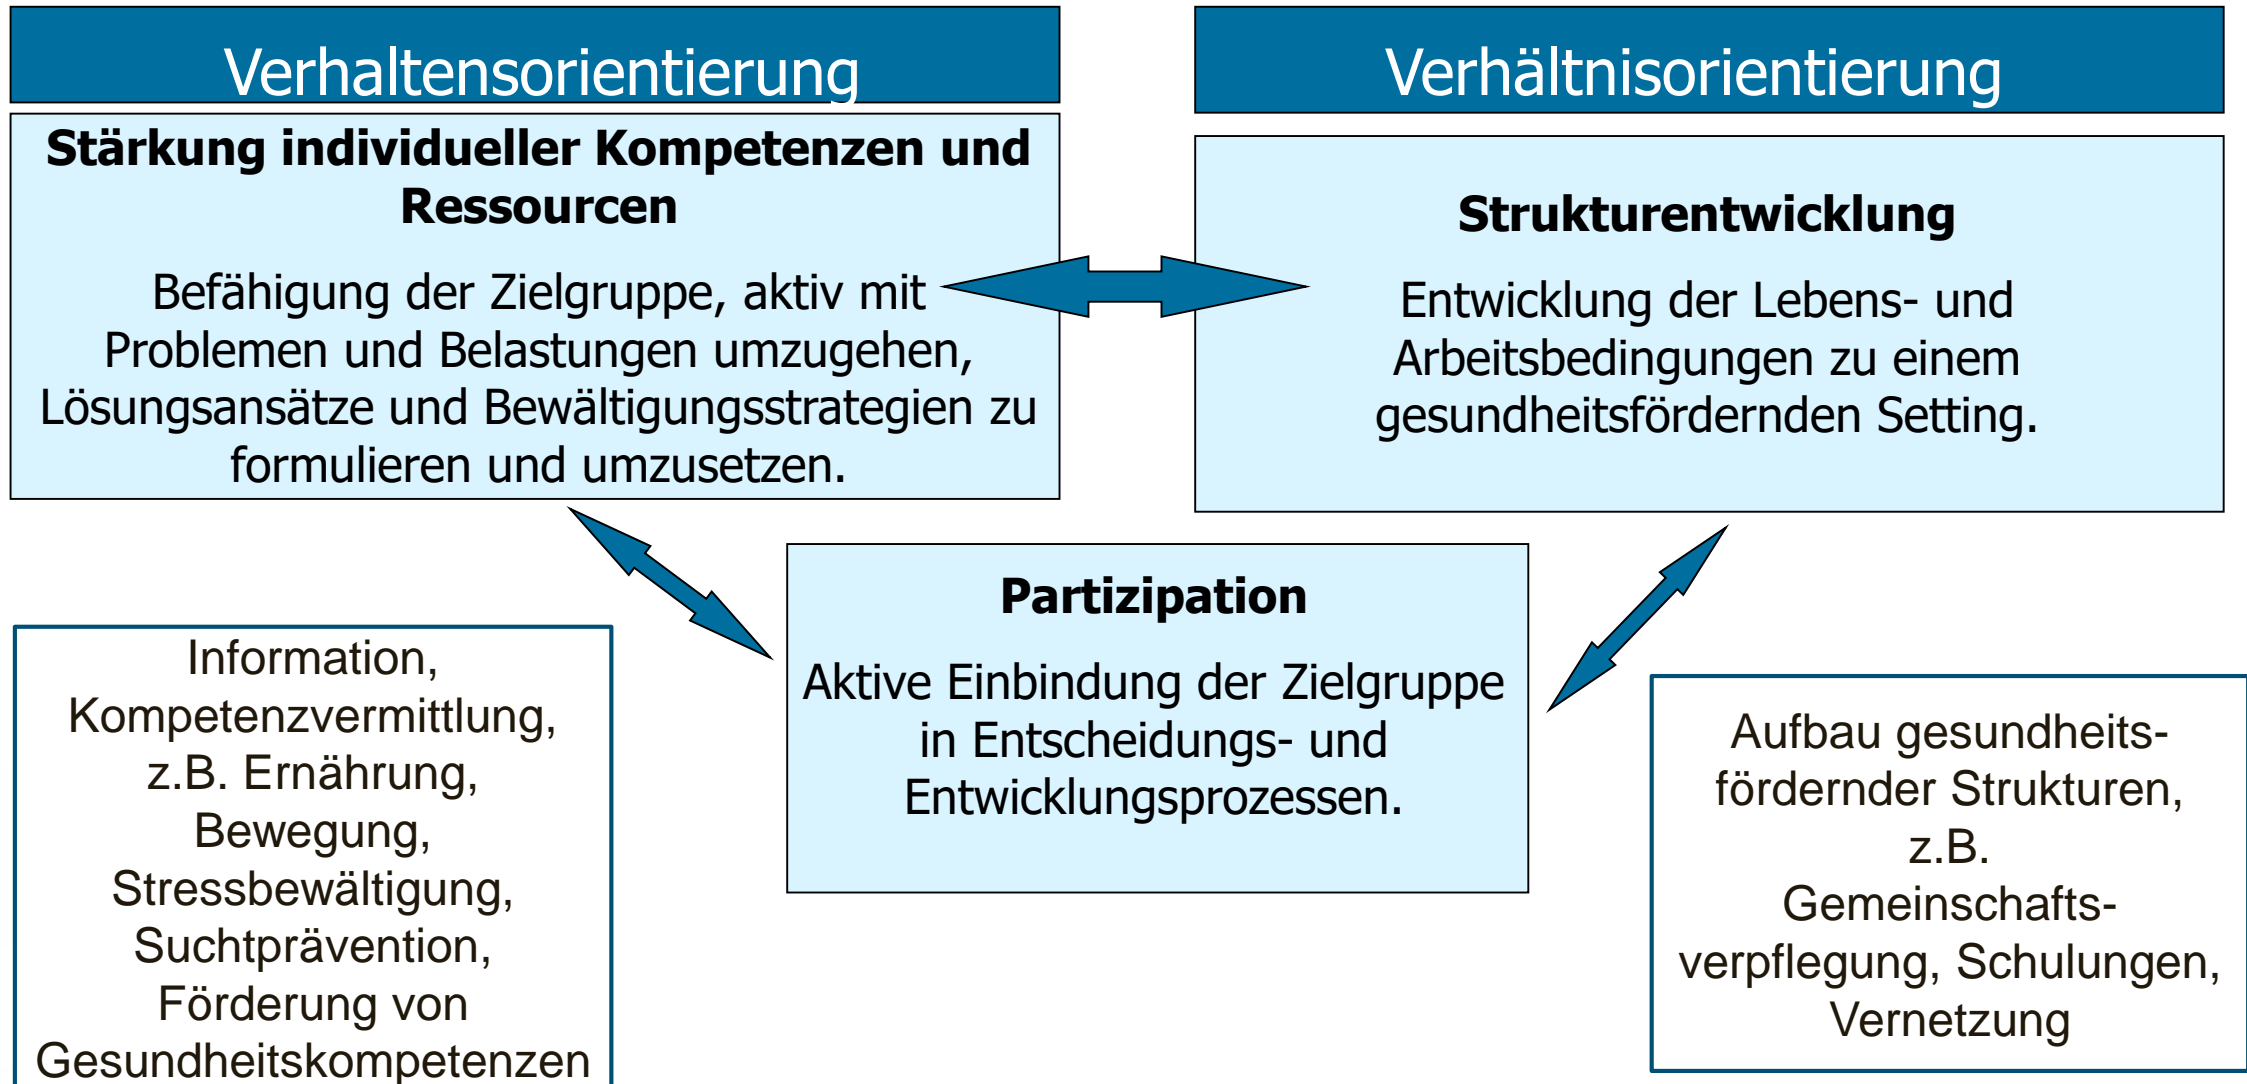 Verhaltensorientierung
Stärkung individueller Kompetenzen und
Ressourcen
Befähigung der Zielgruppe, aktiv mit
Problemen und Belastungen umzugehen,
Lösungsansätze und Bewältigungsstrategien zu
formulieren und umzusetzen.
Verhältnisorientierung
Strukturentwicklung
Entwicklung der Lebens- und
Arbeitsbedingungen zu einem
gesundheitsfördernden Setting.
Partizipation
Aktive Einbindung der Zielgruppe
in Entscheidungs- und
Entwicklungsprozessen.
Information,
Kompetenzvermittlung,
z.B. Ernährung,
Bewegung,
Stressbewältigung,
Suchtprävention,
Förderung von
Gesundheitskompetenzen
Aufbau gesundheits-
fördernder Strukturen,
z.B.
Gemeinschafts-
verpflegung, Schulungen,
Vernetzung